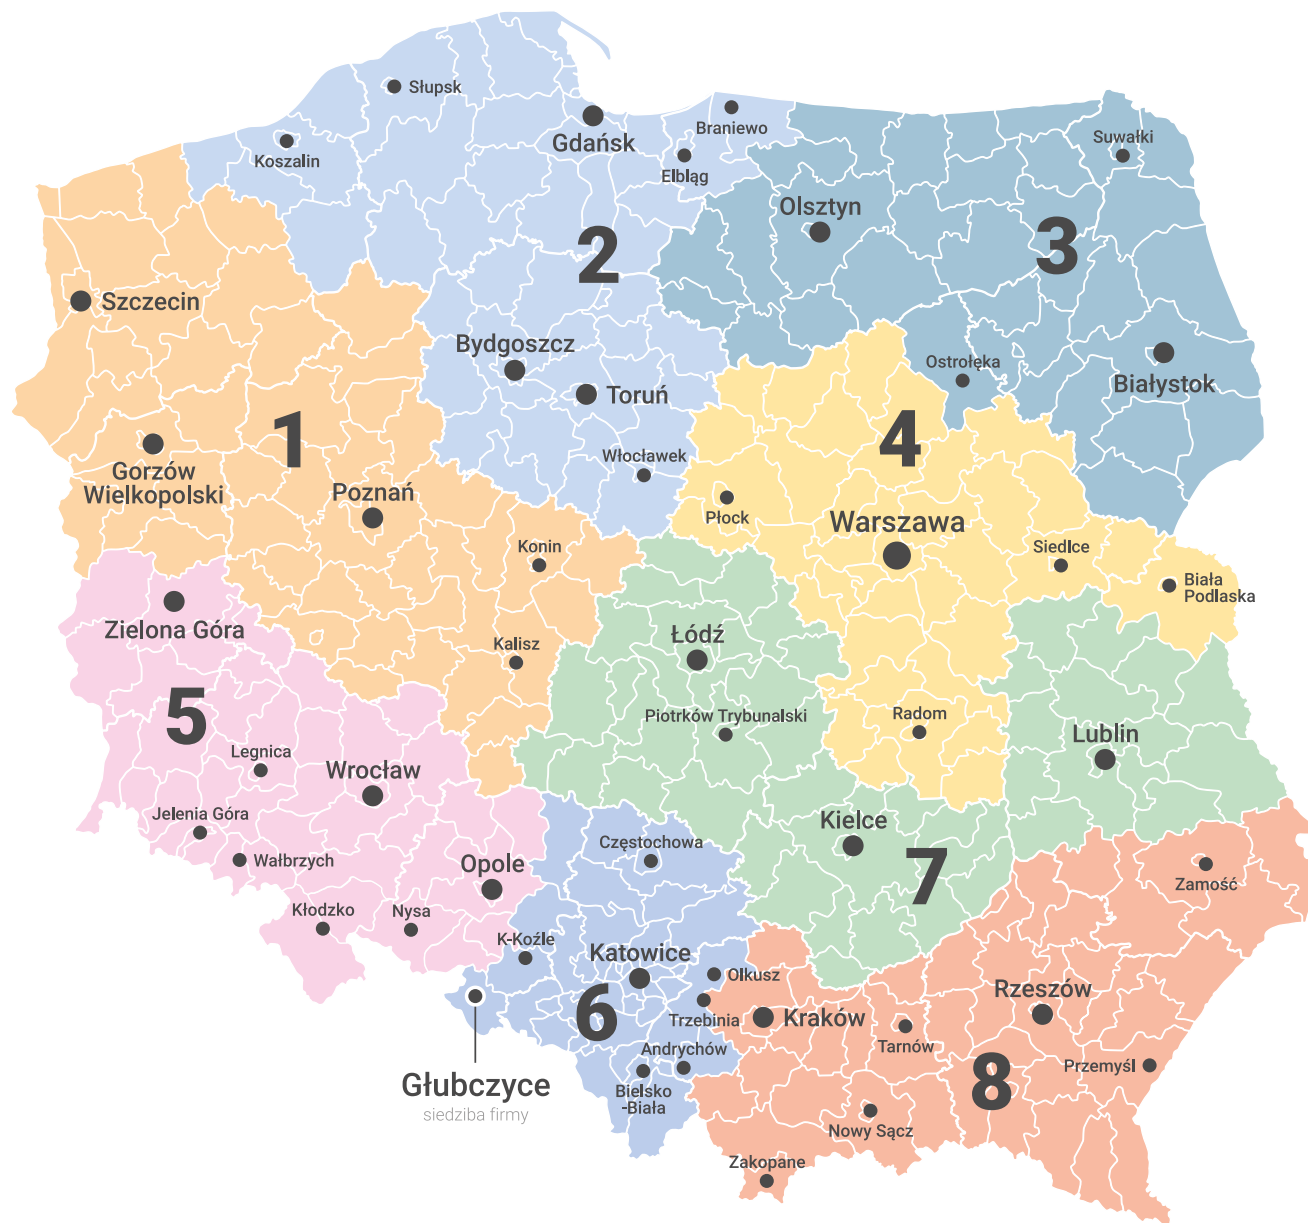 Słupsk
Koszalin
Gdańsk
Braniewo
Elbląg
Suwałki
Olsztyn
2
3
Szczecin
Bydgoszcz
Toruń
Ostrołęka
Białystok
1
4
Gorzów
Wielkopolski
Poznań
Włocławek
Płock
Warszawa
Konin
Siedlce
Biała
Podlaska
Zielona Góra
Łódź
Kalisz
5
Piotrków Trybunalski
Radom
Lublin
Legnica
Wrocław
Jelenia Góra
Wałbrzych
Częstochowa
Kielce
7
Opole
Zamość
Kłodzko
Nysa
K-Koźle
Katowice
Olkusz
6
Trzebinia
Kraków
Rzeszów
Tarnów
Andrychów
Przemyśl
Głubczyce
siedziba firmy
Bielsko
-Biała
8
Nowy Sącz
Zakopane